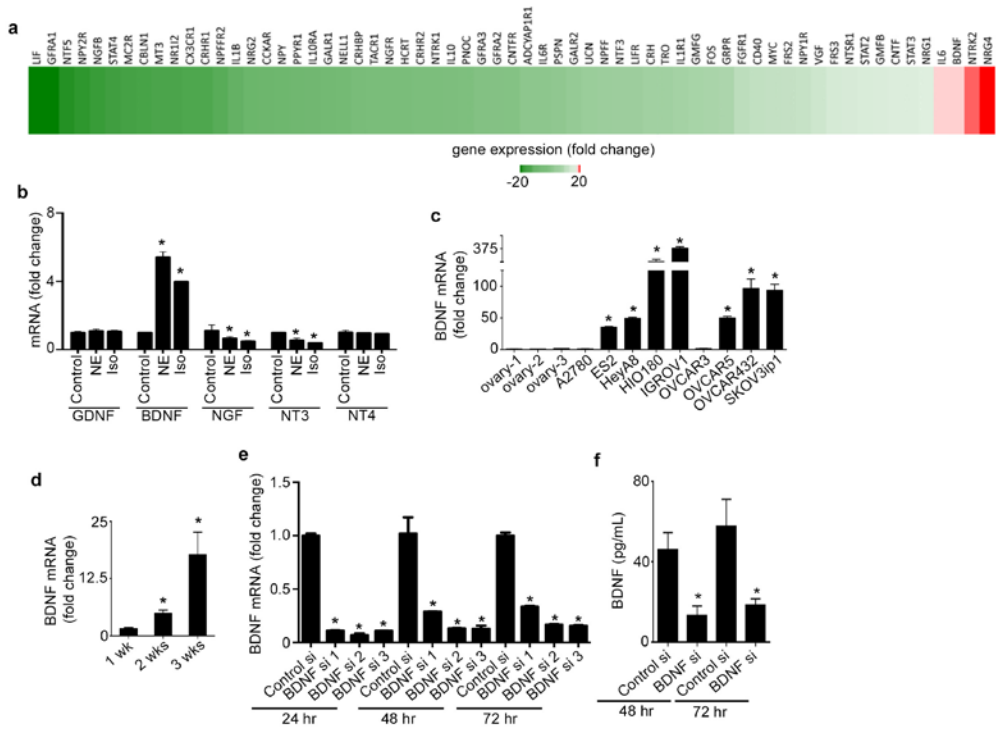 a
LIF GFRA1 NTF5 NPY2R NGFB STAT4 MC2R CBLN1 MT3 NR1I2 CX3CR1 CRHR1 NPFFR2 IL1B NRG2 CCKAR NPY PPYR1 IL10RA GALR1 NELL1 CRHBP TACR1 NGFR HCRT CRHR2 NTRK1 IL10 PNOC GFRA3 GFRA2 CNTFR ADCYAP1R1 IL6R PSPN GALR2 UCN NPFF NTF3 LIFR CRH TRO IL1R1 GMFG FOS GRPR FGFR1 CD40 MYC FRS2 NPY1R VGF FRS3 NTSR1 STAT2 GMFB CNTF STAT3 NRG1 IL6 BDNF NTRK2 NRG4
gene expression (fold change)
-20 20
b
mRNA (fold change)
8
4
0
* * * * * *
Control NE Iso Control NE Iso Control NE Iso Control NE Iso Control NE Iso
GDNF BDNF NGF NT3 NT4
c
BDNF mRNA
(fold change)
375
100
50
0
* * * * * * *
ovary-1 ovary-2 ovary-3 A2780 ES2 HeyA8 HIO180 IGROV1 OVCAR3 OVCAR5 OVCAR432 SKOV3ip1
d
BDNF mRNA
(fold change)
25
12.5
0
* *
1 wk 2 wks 3 wks
e
BDNF mRNA (fold change)
1.5
1.0
0.5
0
* * * * * * * * *
Control si BDNF si 1 BDNF si 2 BDNF si 3 Control si BDNF si 1 BDNF si 2 BDNF si 3 Control si BDNF si 1 BDNF si 2 BDNF si 3
24 hr 48 hr 72 hr
f
BDNF (pg/mL)
80
40
0
* *
Control si BDNF si Control si BDNF si
48 hr 72 hr